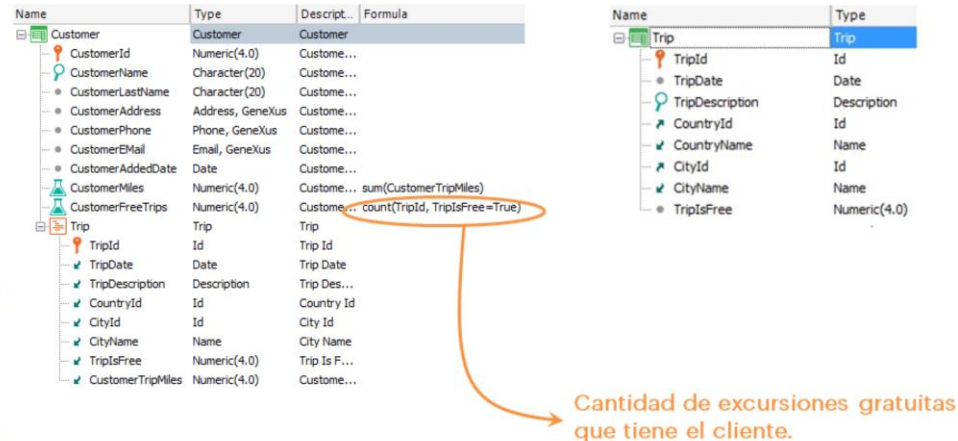 Name Type Descript... Formula
Customer Customer Customer
CustomerId Numeric(4.0) Custome...
CustomerName Character(20) Custome...
CustomerLastName Character(20) Custome...
CustomerAddress Address, GeneXus Custome...
CustomerPhone Phone, GeneXus Custome...
CustomerEMail Email, GeneXus Custome...
CustomerAddedDate Date Custome...
CustomerMiles Numeric(4.0) Custome... sum(CustomerTripMiles)
CustomerFreeTrips Numeric(4.0) Custome... count(TripId, TripIsFree=True)
Trip Trip Trip
TripId Id Trip Id
TripDate Date Trip Date
TripDescription Description Trip Des...
CountryId Id Country Id
CityId Id City Id
CityName Name City Name
TripIsFree Numeric(4.0) Trip Is F...
CustomerTripMiles Numeric(4.0) Custome...
Name Type
Trip Trip
TripId Id
TripDate Date
TripDescription Description
CountryId Id
CountryName Name
CityId Id
CityName Name
TripIsFree Numeric(4.0)
Cantidad de excursiones gratuitas
que tiene el cliente.